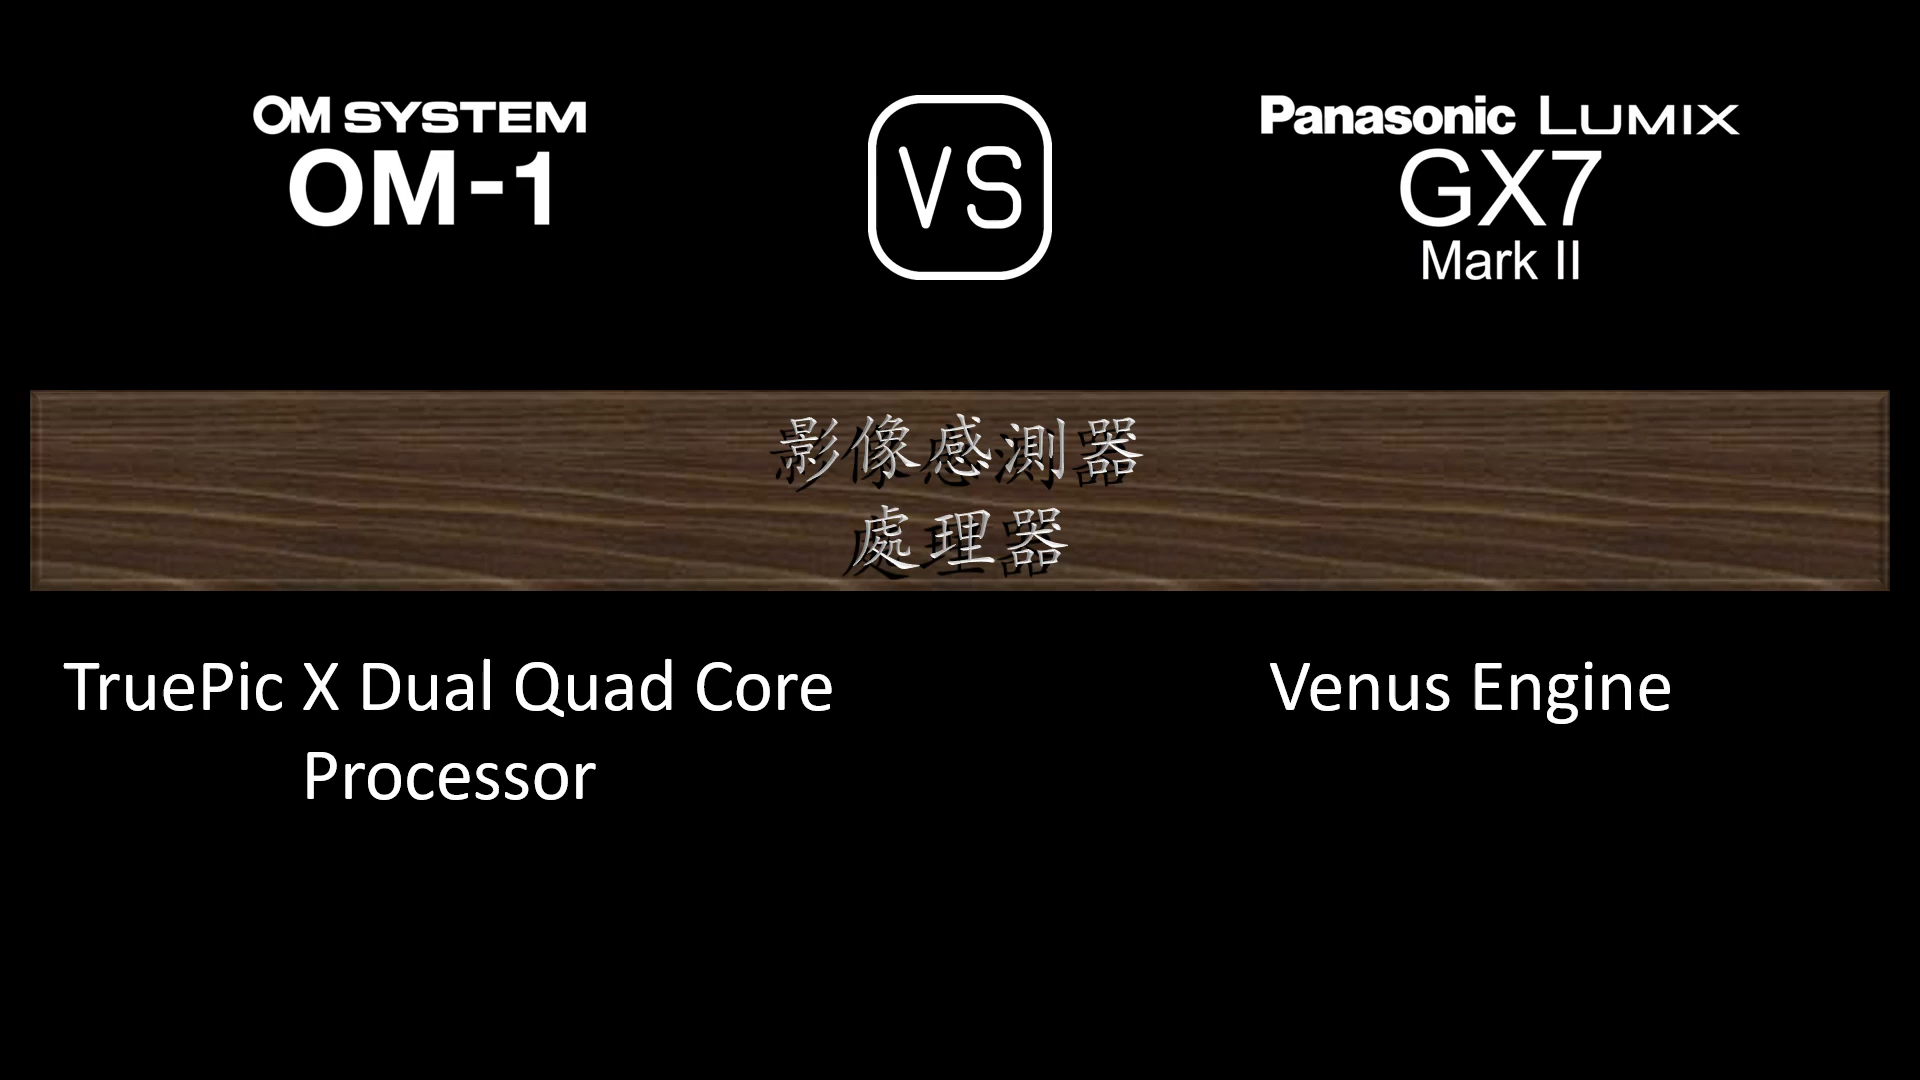 OM SYSTEM
OM-1
VS
Panasonic LUMIX
GX7
Mark II
影像感測器
處理器
TruePic X Dual Quad Core
Processor
Venus Engine